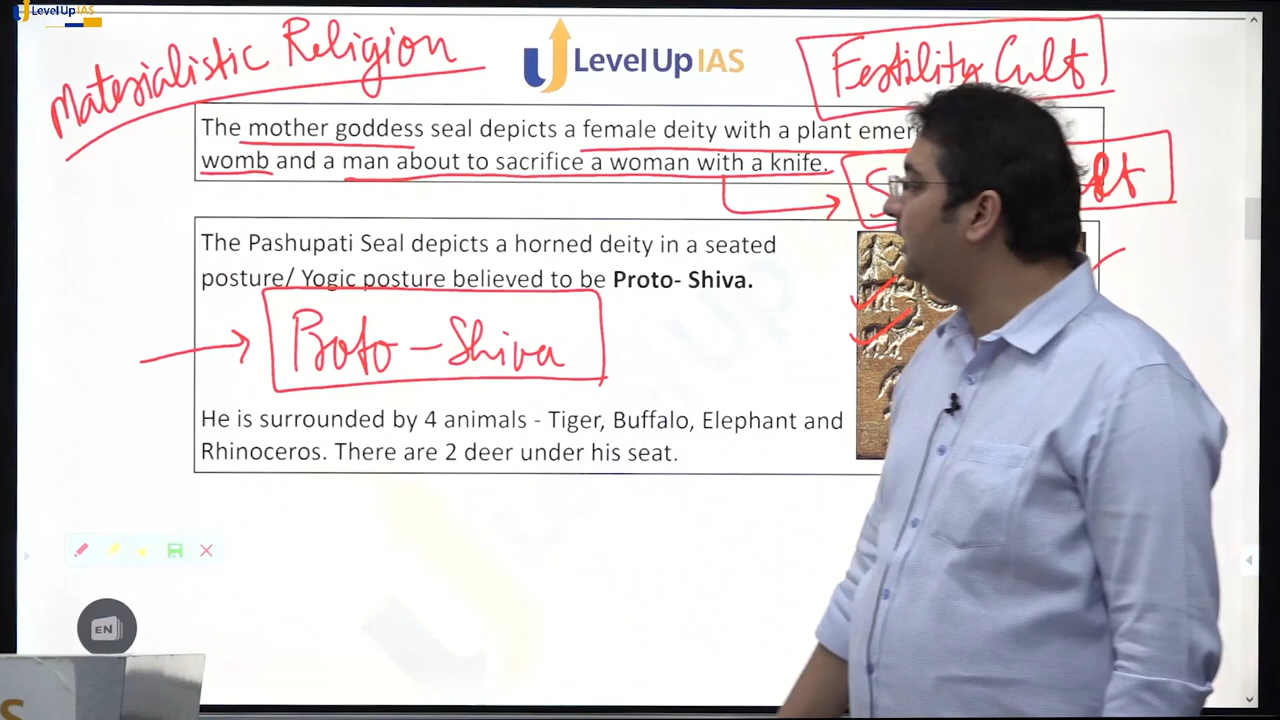 Level Up IAS
Materialistic Religion
Level Up IAS
Fertility Cult
The mother goddess seal depicts a female deity with a plant
womb and a man about to sacrifice a woman with a knife.
The Pashupati Seal depicts a horned deity in a seated
posture/ Yogic posture believed to be Proto- Shiva.
Proto - Shiva
He is surrounded by 4 animals - Tiger, Buffalo, Elephant and
Rhinoceros. There are 2 deer under his seat.
EN
S